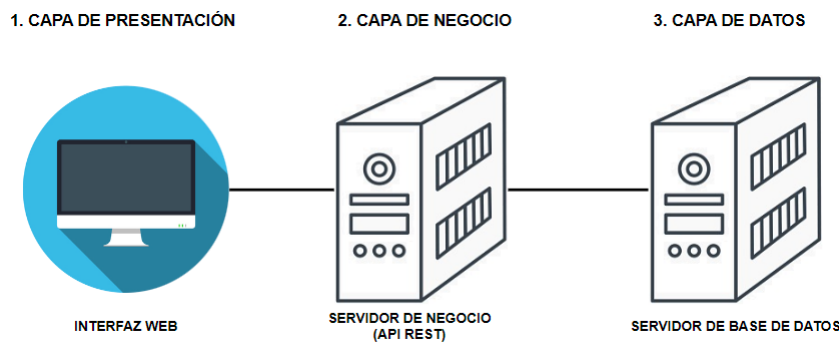 1. CAPA DE PRESENTACIÓN
2. CAPA DE NEGOCIO
3. CAPA DE DATOS
INTERFAZ WEB
SERVIDOR DE NEGOCIO
(API REST)
SERVIDOR DE BASE DE DATOS